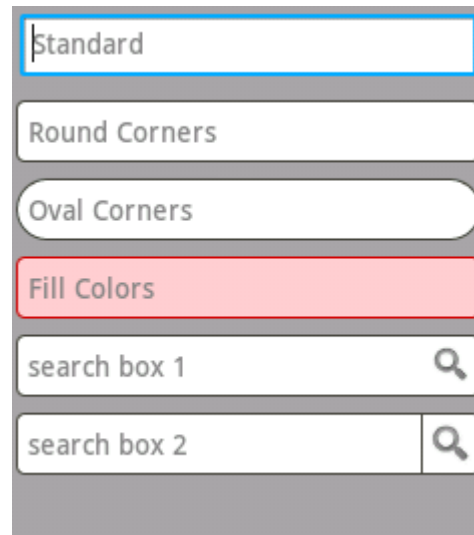 Standard
Round Corners
Oval Corners
Fill Colors
search box 1
search box 2